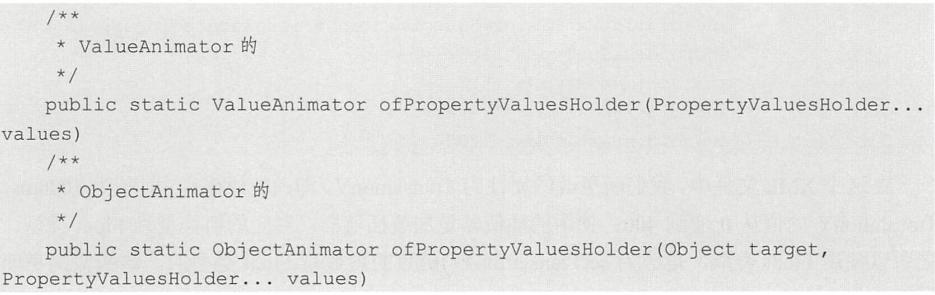 /**
 * ValueAnimator 的
 */
public static ValueAnimator ofPropertyValuesHolder(PropertyValuesHolder...
values)
/**
 * ObjectAnimator 的
 */
public static ObjectAnimator ofPropertyValuesHolder(Object target,
PropertyValuesHolder... values)